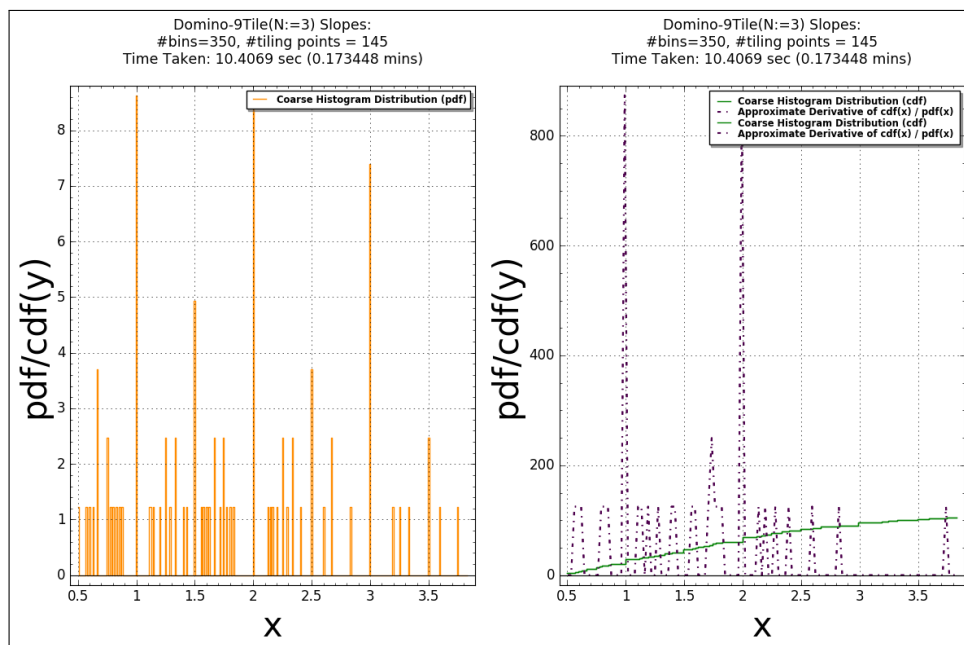 Domino-9Tile(N:=3) Slopes:
#bins=350, #tiling points = 145
Time Taken: 10.4069 sec (0.173448 mins)
Coarse Histogram Distribution (pdf)
pdf/cdf(y)
8
7
6
5
4
3
2
1
0
0.5 1 1.5 2 2.5 3 3.5
x
Domino-9Tile(N:=3) Slopes:
#bins=350, #tiling points = 145
Time Taken: 10.4069 sec (0.173448 mins)
Coarse Histogram Distribution (cdf)
Approximate Derivative of cdf(x) / pdf(x)
Coarse Histogram Distribution (cdf)
Approximate Derivative of cdf(x) / pdf(x)
pdf/cdf(y)
800
600
400
200
0
0.5 1 1.5 2 2.5 3 3.5
x